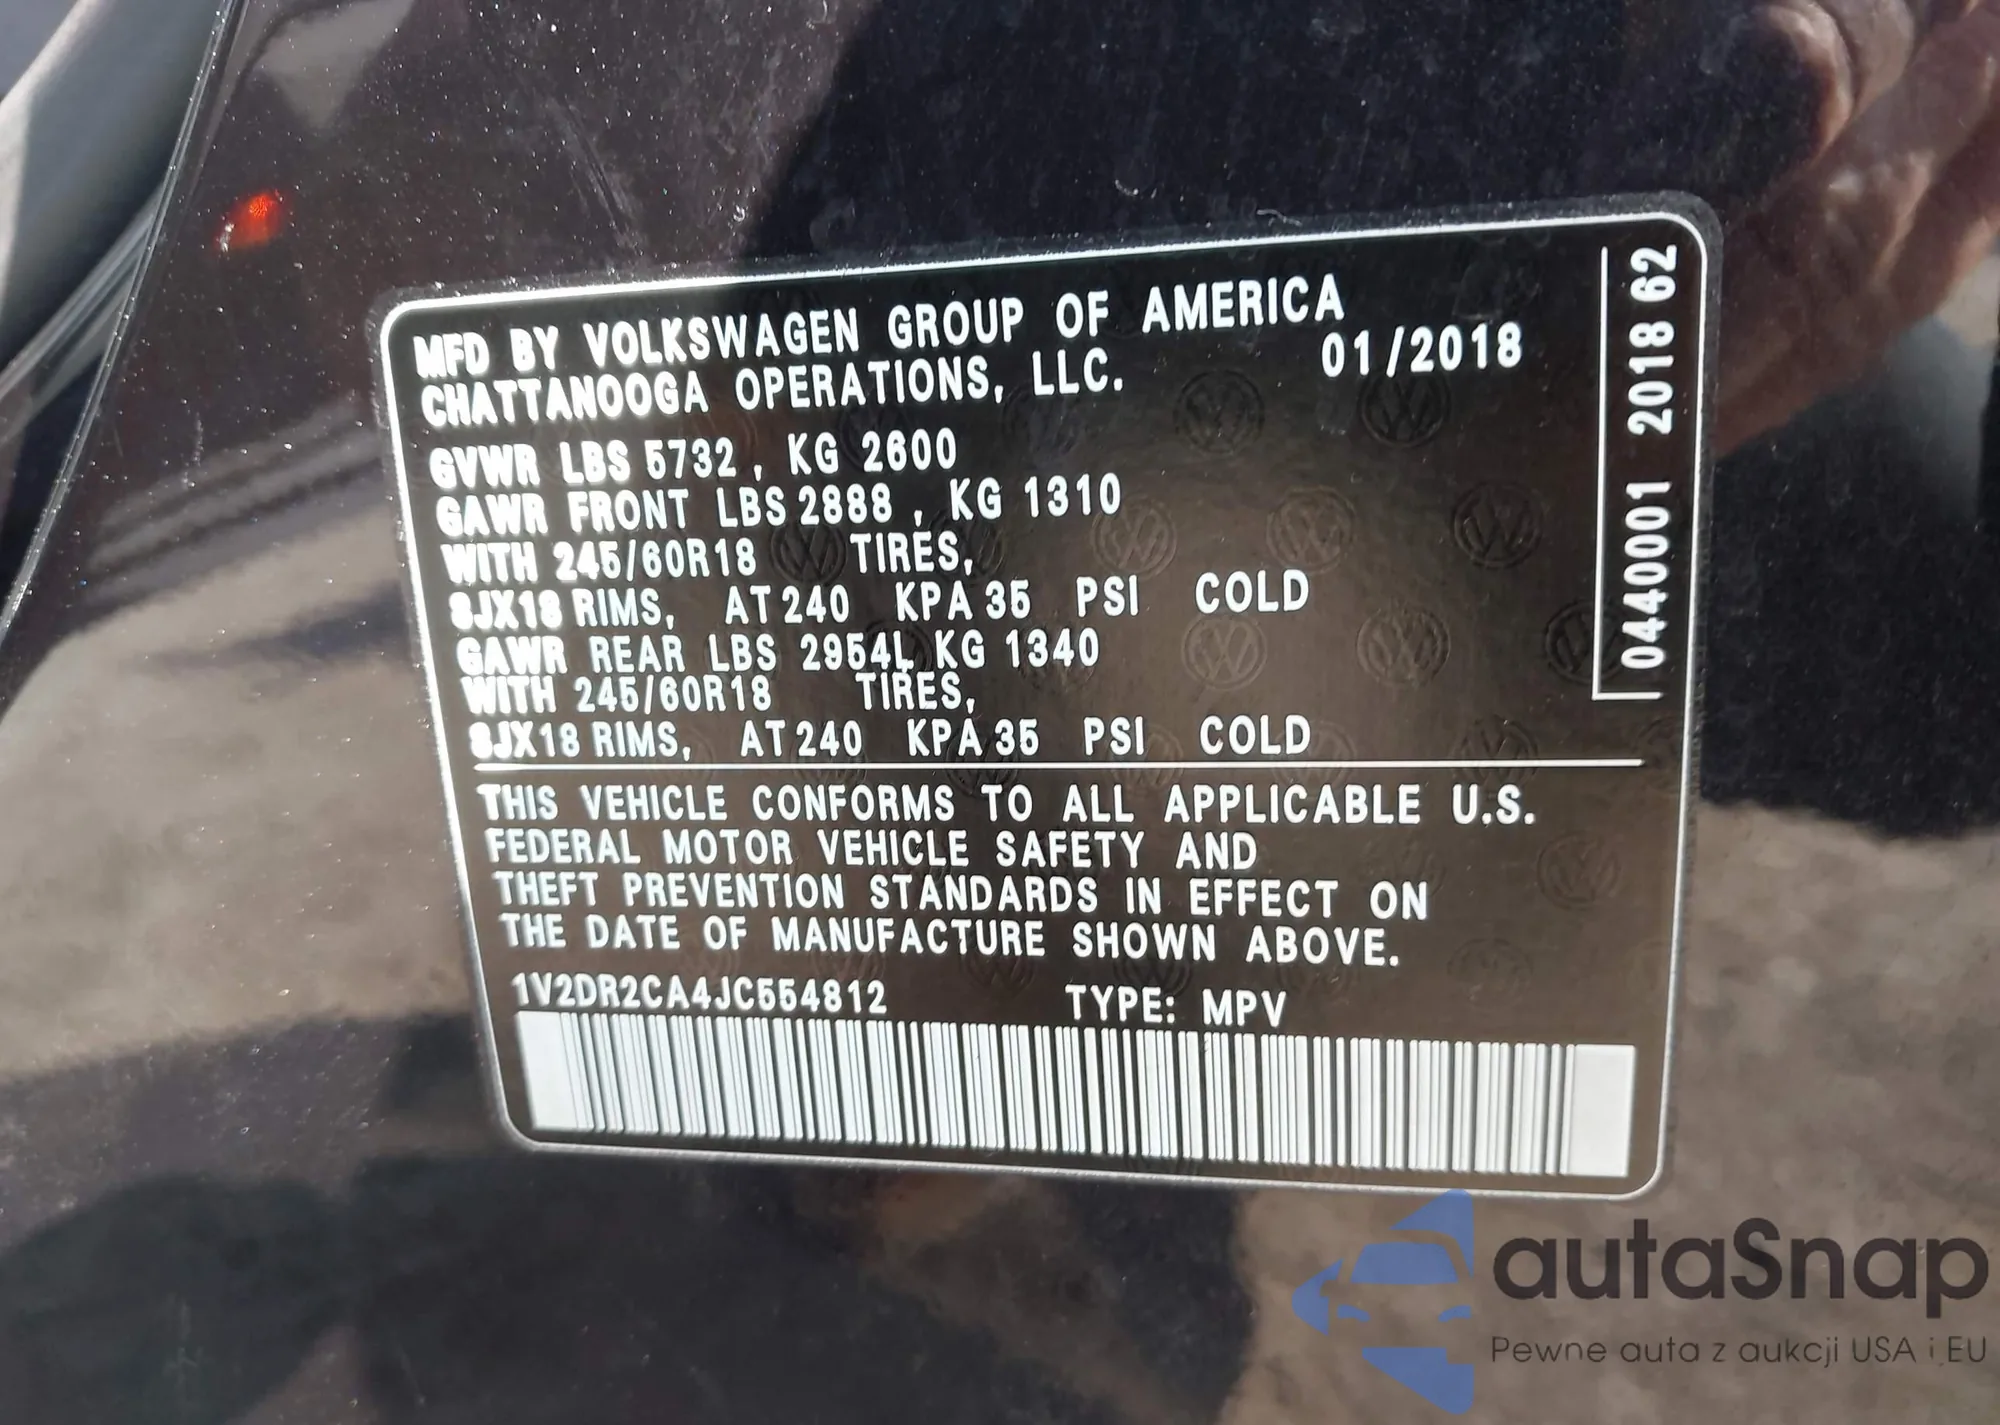 MFD BY VOLKSWAGEN GROUP OF AMERICA
CHATTANOOGA OPERATIONS, LLC. 01/2018
GVWR LBS 5732 , KG 2600
GAWR FRONT LBS 2888 , KG 1310
WITH 245/60R18 TIRES,
8JX18 RIMS, AT 240 KPA 35 PSI COLD
GAWR REAR LBS 2954L KG 1340
WITH 245/60R18 TIRES,
8JX18 RIMS, AT 240 KPA 35 PSI COLD
THIS VEHICLE CONFORMS TO ALL APPLICABLE U.S.
FEDERAL MOTOR VEHICLE SAFETY AND
THEFT PREVENTION STANDARDS IN EFFECT ON
THE DATE OF MANUFACTURE SHOWN ABOVE.
1V2DR2CA4JC554812 TYPE: MPV
0440001 2018 62
autaSnap
Pewne auta z aukcji USA i EU